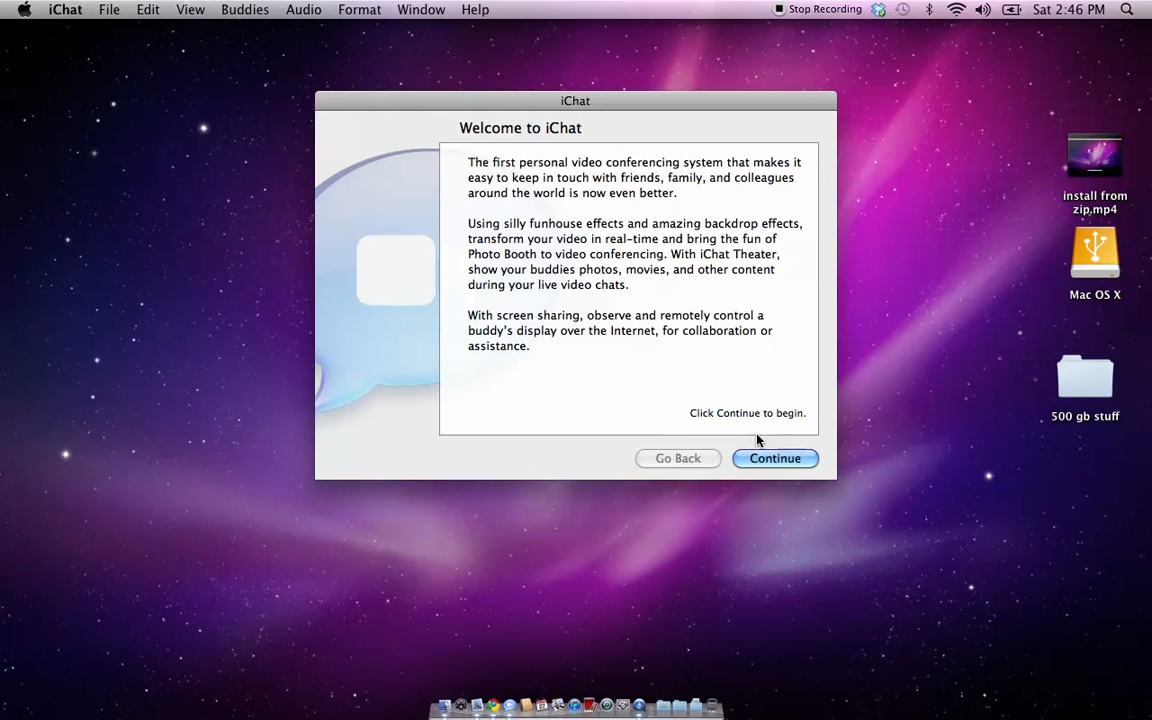 iChat File Edit View Buddies Audio Format Window Help Stop Recording Sat 2:46 PM
iChat
Welcome to iChat
The first personal video conferencing system that makes it
easy to keep in touch with friends, family, and colleagues
around the world is now even better.
Using silly funhouse effects and amazing backdrop effects,
transform your video in real-time and bring the fun of
Photo Booth to video conferencing. With iChat Theater,
show your buddies photos, movies, and other content
during your live video chats.
With screen sharing, observe and remotely control a
buddy's display over the Internet, for collaboration or
assistance.
Click Continue to begin.
Go Back Continue
install from
zip.mp4
Mac OS X
500 gb stuff